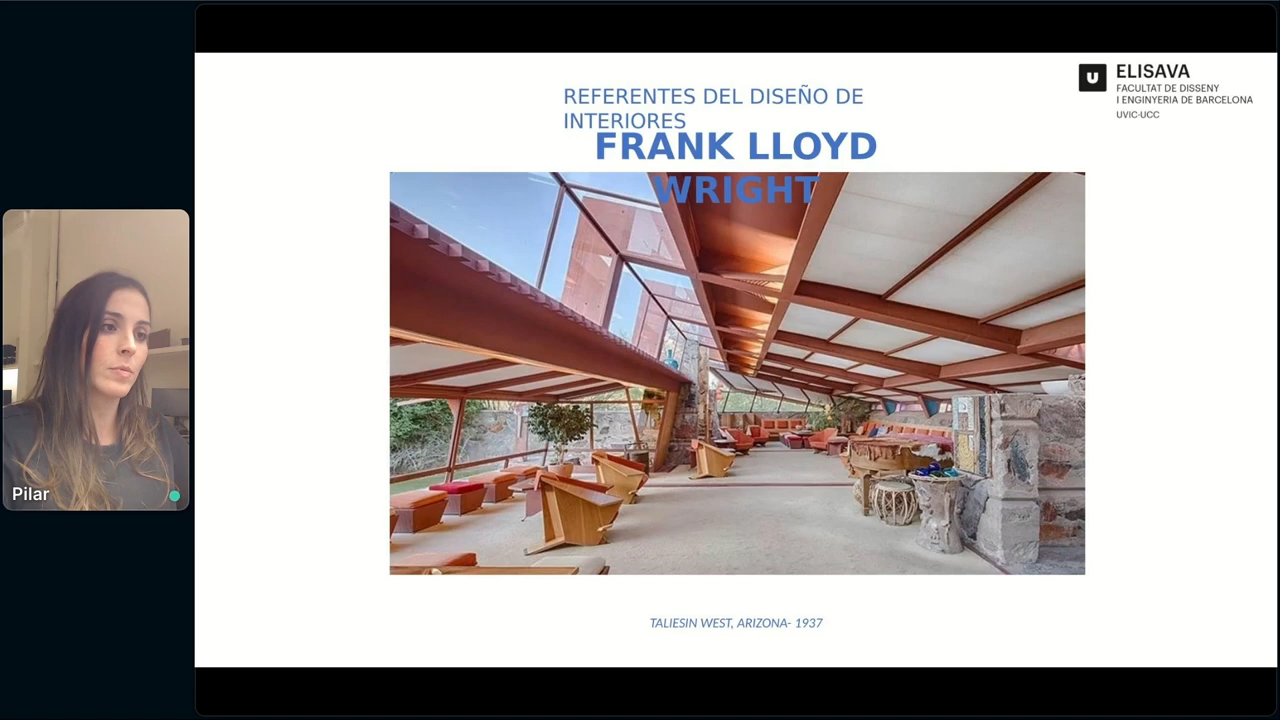 REFERENTES DEL DISEÑO DE
INTERIORES
FRANK LLOYD
WRIGHT
U
ELISAVA
FACULTAT DE DISSENY
I ENGINYERIA DE BARCELONA
UVIC·UCC
Pilar
TALIESIN WEST, ARIZONA- 1937